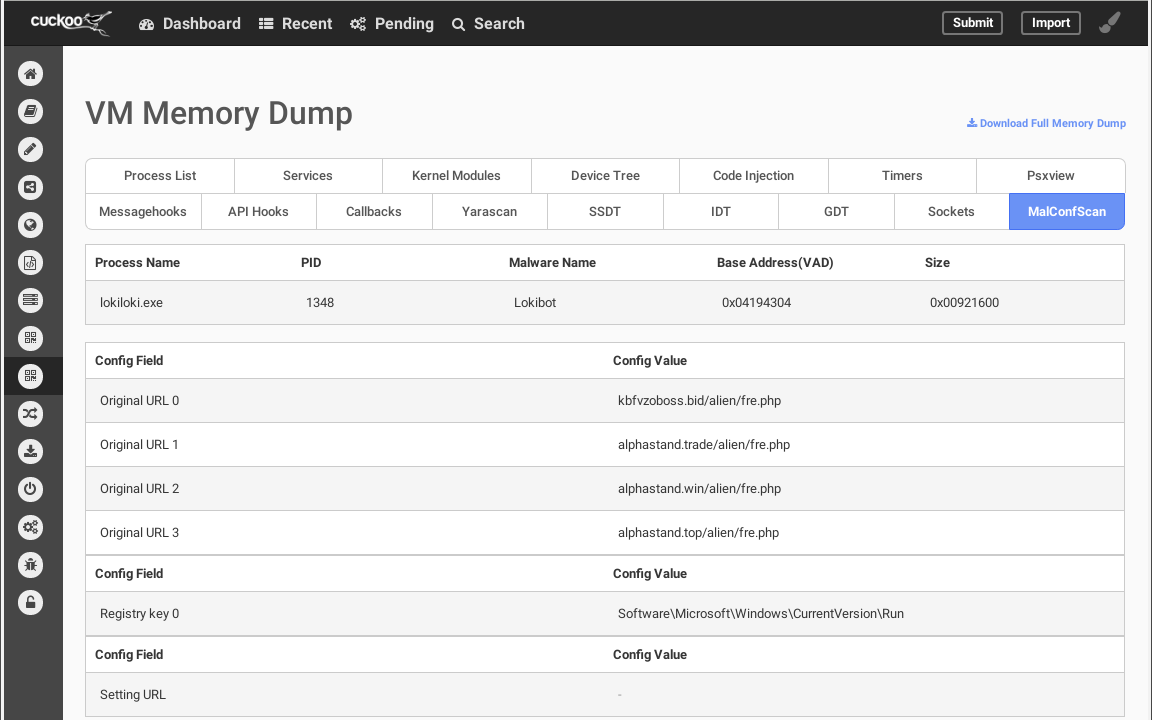 cuckoo Dashboard Recent Pending Search Submit Import
VM Memory Dump
Download Full Memory Dump
Process List Services Kernel Modules Device Tree Code Injection Timers Psxview
Messagehooks API Hooks Callbacks Yarascan SSDT IDT GDT Sockets MalConfScan
Process Name PID Malware Name Base Address(VAD) Size
lokiloki.exe 1348 Lokibot 0x04194304 0x00921600
Config Field Config Value
Original URL 0 kbfvzoboss.bid/alien/fre.php
Original URL 1 alphastand.trade/alien/fre.php
Original URL 2 alphastand.win/alien/fre.php
Original URL 3 alphastand.top/alien/fre.php
Config Field Config Value
Registry key 0 Software\Microsoft\Windows\CurrentVersion\Run
Config Field Config Value
Setting URL -